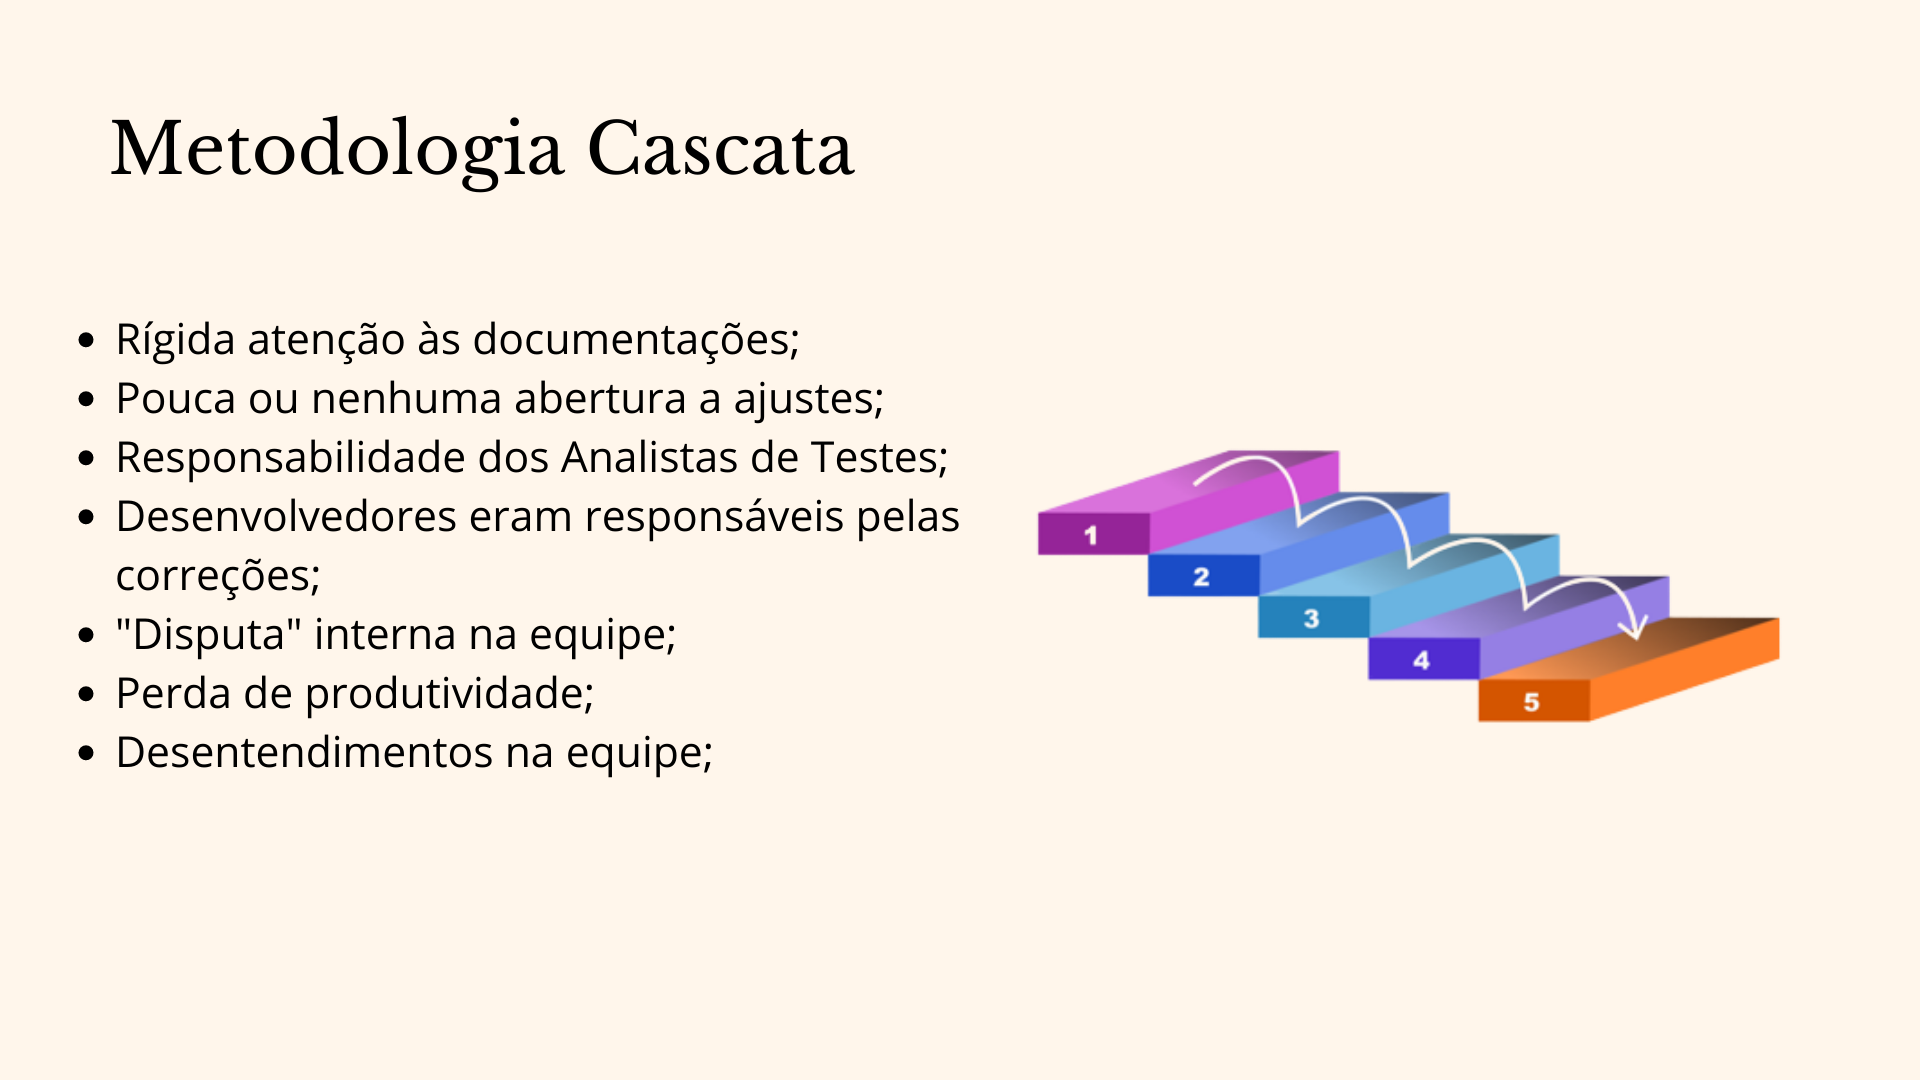 Metodologia Cascata
Rígida atenção às documentações;
Pouca ou nenhuma abertura a ajustes;
Responsabilidade dos Analistas de Testes;
Desenvolvedores eram responsáveis pelas
correções;
"Disputa" interna na equipe;
Perda de produtividade;
Desentendimentos na equipe;
1
2
3
4
5